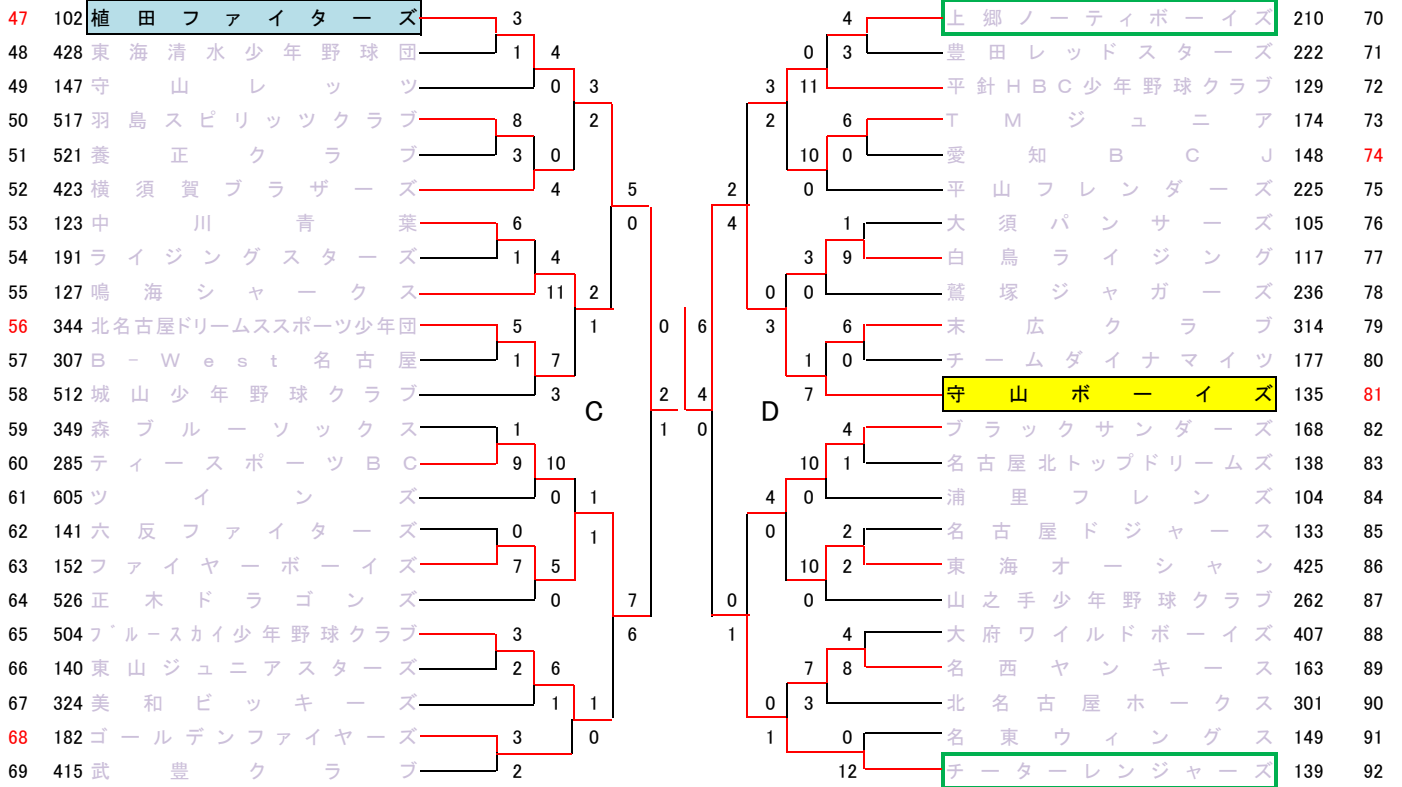 47 102 植田ファイターズ 3 4 上郷ノーティボーイズ 210 70
48 428 東海清水少年野球団 1 4 0 3 豊田レッドスターズ 222 71
49 147 守山レッツ 0 3 3 11 平針HBC少年野球クラブ 129 72
50 517 羽島スピリッツクラブ 8 2 2 6 TMジュニア 174 73
51 521 養正クラブ 3 0 10 0 愛知BCJ 148 74
52 423 横須賀ブラザーズ 4 5 2 0 平山フレンダーズ 225 75
53 123 中川青葉 6 0 4 1 大須パンサーズ 105 76
54 191 ライジングスターズ 1 4 3 9 白鳥ライジング 117 77
55 127 鳴海シャークス 11 2 0 0 鷲塚ジャガーズ 236 78
56 344 北名古屋ドリームススポーツ少年団 5 1 0 6 3 6 末広クラブ 314 79
57 307 B-West名古屋 1 7 1 0 チームダイナマイツ 177 80
58 512 城山少年野球クラブ 3 2 4 7 守山ボーイズ 135 81
C D
59 349 森ブルーソックス 1 1 0 4 ブラックサンダーズ 168 82
60 285 ティースポーツBC 9 10 10 1 名古屋北トップドリームズ 138 83
61 605 ツインズ 0 1 4 0 浦里フレンズ 104 84
62 141 六反ファイターズ 0 1 0 2 名古屋ドジャース 133 85
63 152 ファイヤーボーイズ 7 5 10 2 東海オーシャン 425 86
64 526 正木ドラゴンズ 0 7 0 0 山之手少年野球クラブ 262 87
65 504 ブルースカイ少年野球クラブ 3 6 1 4 大府ワイルドボーイズ 407 88
66 140 東山ジュニアスターズ 2 6 7 8 名西ヤンキース 163 89
67 324 美和ビッキーズ 1 1 0 3 北名古屋ホークス 301 90
68 182 ゴールデンファイヤーズ 3 0 1 0 名東ウィングス 149 91
69 415 武豊クラブ 2 12 チーターレンジャーズ 139 92